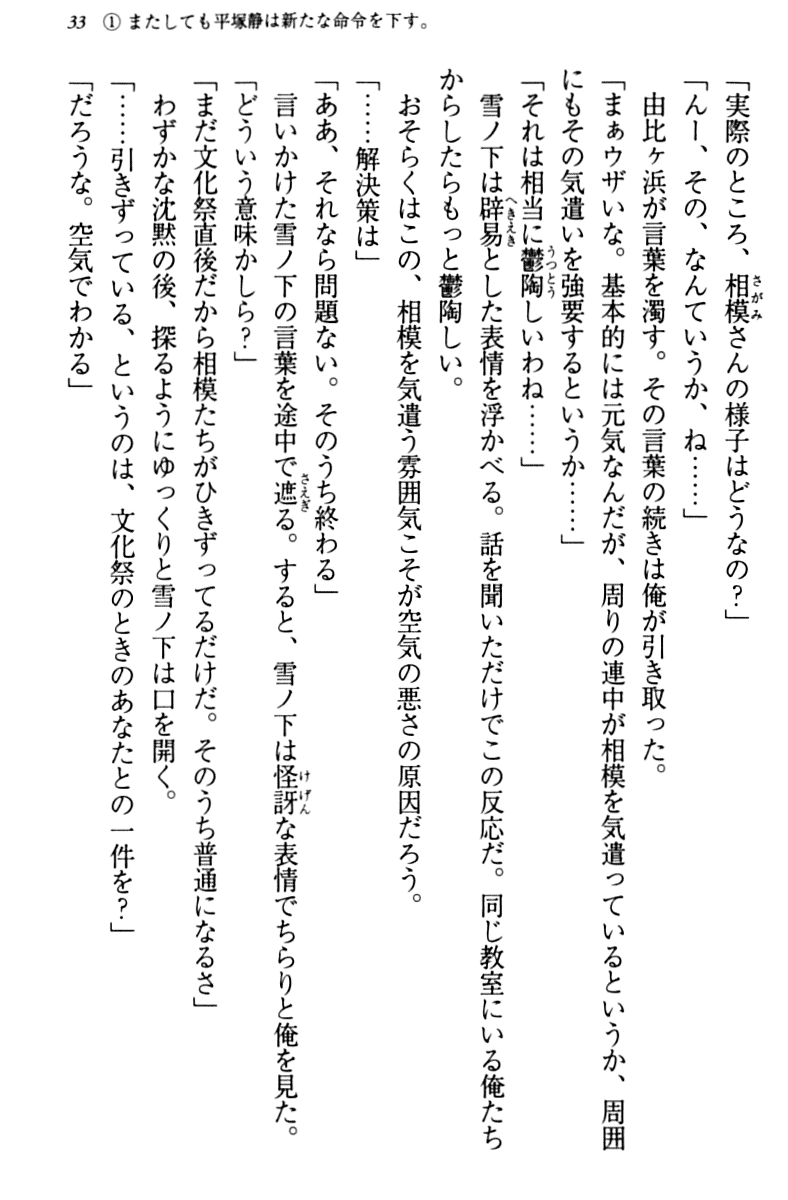 33 ① またしても平塚静は新たな命令を下す。
「実際のところ、相模さんの様子はどうなの?」
「んー、その、なんていうか、ね……」
由比ヶ浜が言葉を濁す。その言葉の続きは俺が引き取った。
「まぁウザいな。基本的には元気なんだが、周りの連中が相模を気遣っているというか、周囲
にもその気遣いを強要するというか……」
「それは相当に鬱陶しいわね……」
雪ノ下は辟易とした表情を浮かべる。話を聞いただけでこの反応だ。同じ教室にいる俺たち
からしたらもっと鬱陶しい。
おそらくはこの、相模を気遣う雰囲気こそが空気の悪さの原因だろう。
「……解決策は」
「ああ、それなら問題ない。そのうち終わる」
言いかけた雪ノ下の言葉を途中で遮る。すると、雪ノ下は怪訝な表情でちらりと俺を見た。
「どういう意味かしら?」
「まだ文化祭直後だから相模たちがひきずってるだけだ。そのうち普通になるさ」
わずかな沈黙の後、探るようにゆっくりと雪ノ下は口を開く。
「……引きずっている、というのは、文化祭のときのあなたとの一件を?」
「だろうな。空気でわかる」